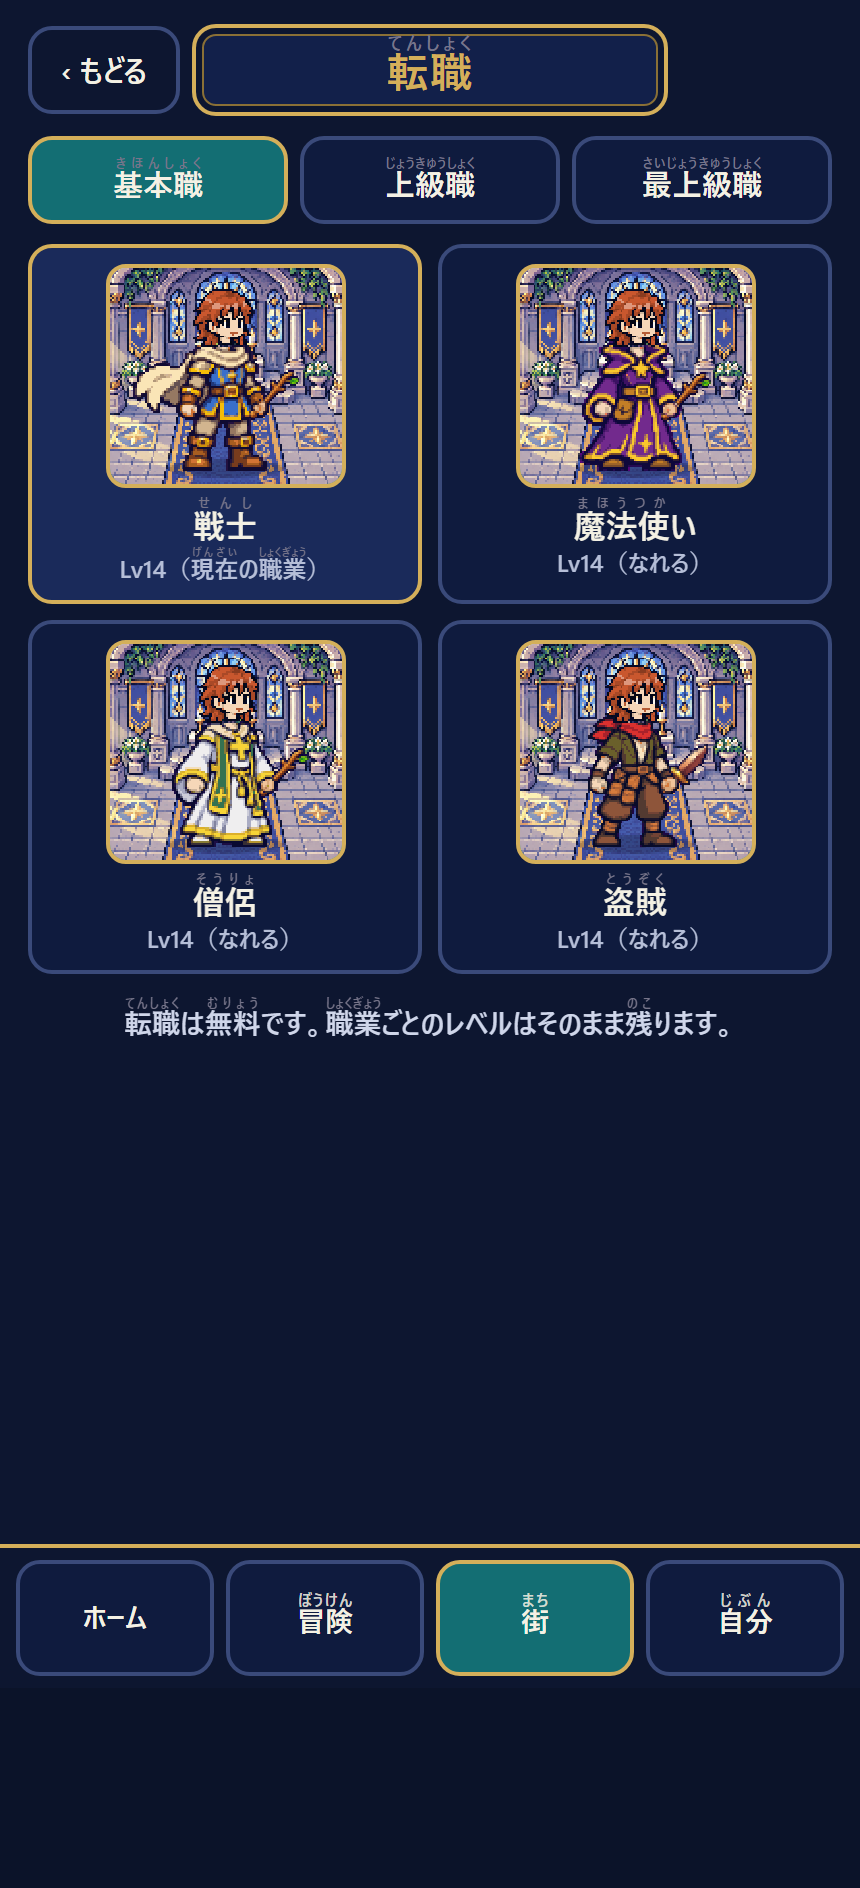 ‹ もどる
てんしょく
転職
きほんしょく
基本職
じょうきゅうしょく
上級職
さいじょうきゅうしょく
最上級職
せんし
戦士
げんざい しょくぎょう
Lv14（現在の職業）
まほうつか
魔法使い
Lv14（なれる）
そうりょ
僧侶
Lv14（なれる）
とうぞく
盗賊
Lv14（なれる）
てんしょく むりょう しょくぎょう のこ
転職は無料です。職業ごとのレベルはそのまま残ります。
ホーム
ぼうけん
冒険
まち
街
じぶん
自分